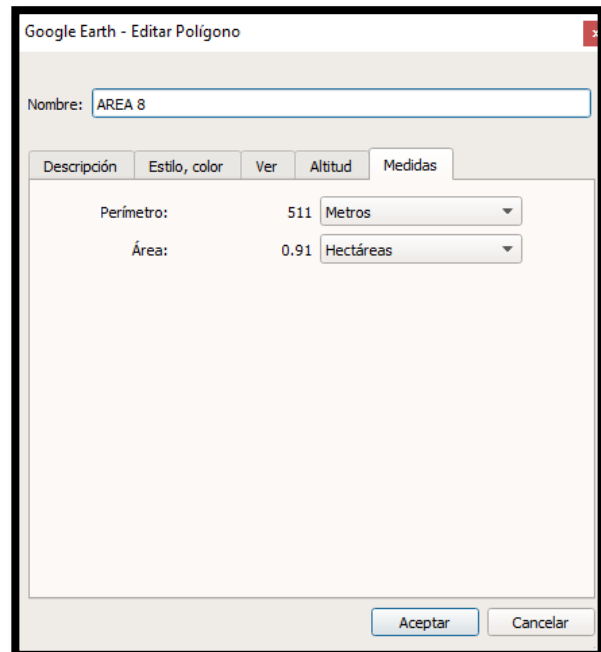 Google Earth - Editar Polígono
x
Nombre: AREA 8
Descripción Estilo, color Ver Altitud Medidas
Perímetro: 511 Metros
Área: 0.91 Hectáreas
Aceptar Cancelar